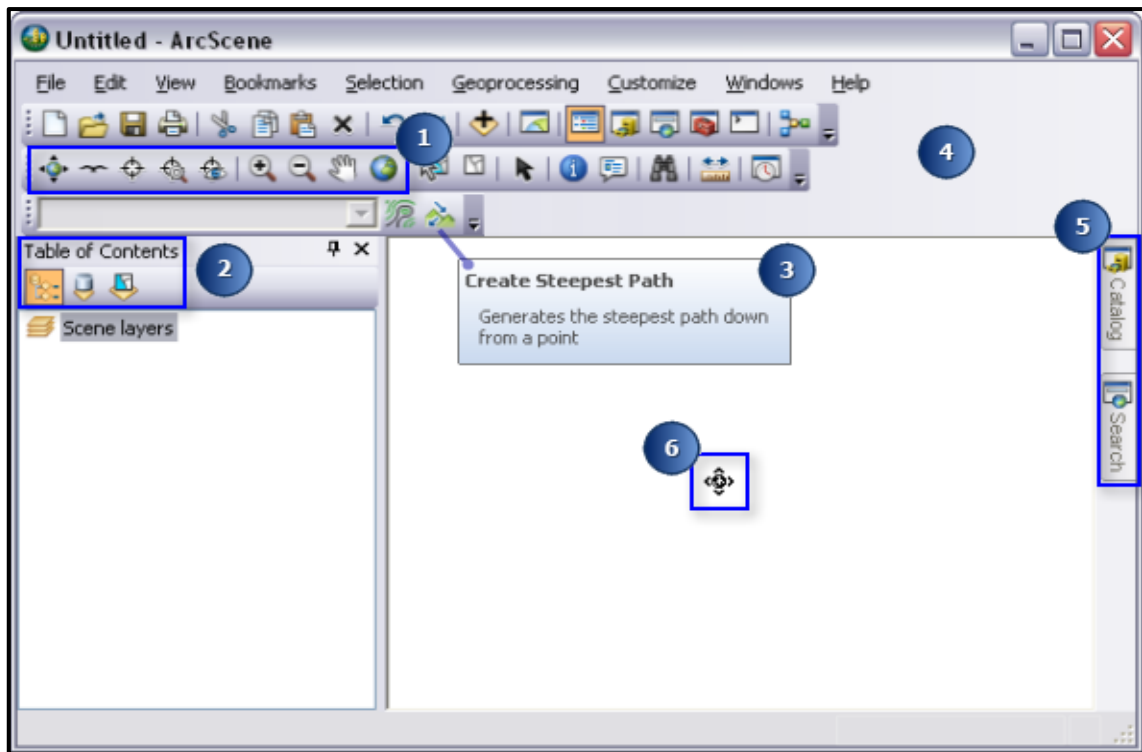 Untitled - ArcScene
File Edit View Bookmarks Selection Geoprocessing Customize Windows Help
1
4
5
Table of Contents
2
3
Create Steepest Path
Generates the steepest path down
from a point
Scene layers
Catalog
6
Search